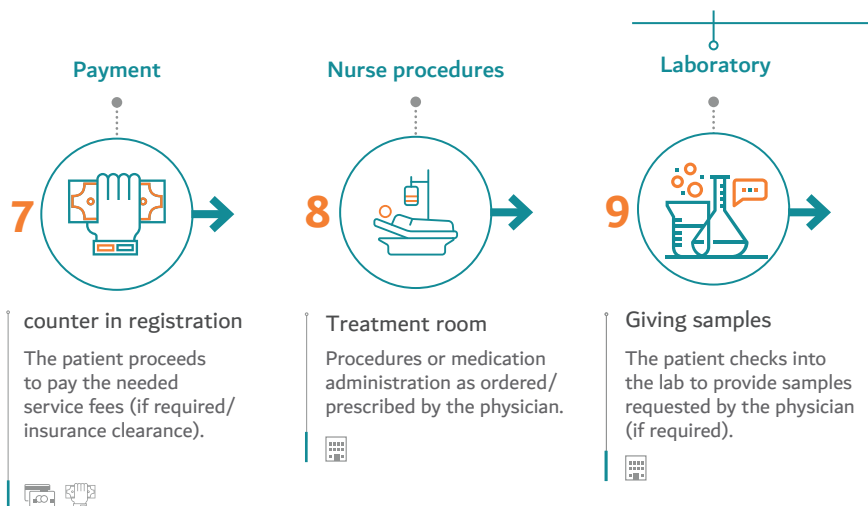 Payment
7
counter in registration
The patient proceeds
to pay the needed
service fees (if required/
insurance clearance).
Nurse procedures
8
Treatment room
Procedures or medication
administration as ordered/
prescribed by the physician.
Laboratory
9
Giving samples
The patient checks into
the lab to provide samples
requested by the physician
(if required).